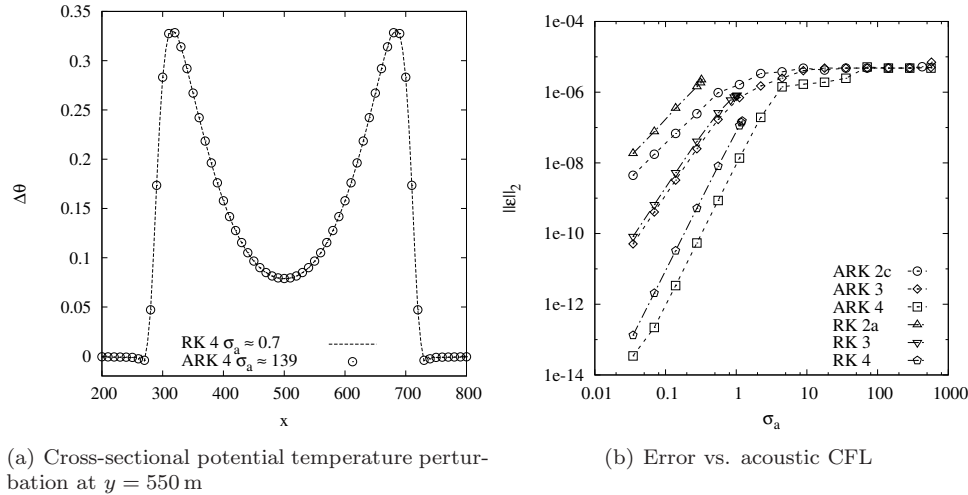 0.35
0.3
0.25
0.2
0.15
0.1
0.05
0
Δθ
RK 4 σa ≈ 0.7
ARK 4 σa ≈ 139
200 300 400 500 600 700 800
x
(a) Cross-sectional potential temperature pertur-
bation at y = 550 m
1e-04
1e-06
1e-08
1e-10
1e-12
1e-14
||ε||2
ARK 2c
ARK 3
ARK 4
RK 2a
RK 3
RK 4
0.01 0.1 1 10 100 1000
σa
(b) Error vs. acoustic CFL